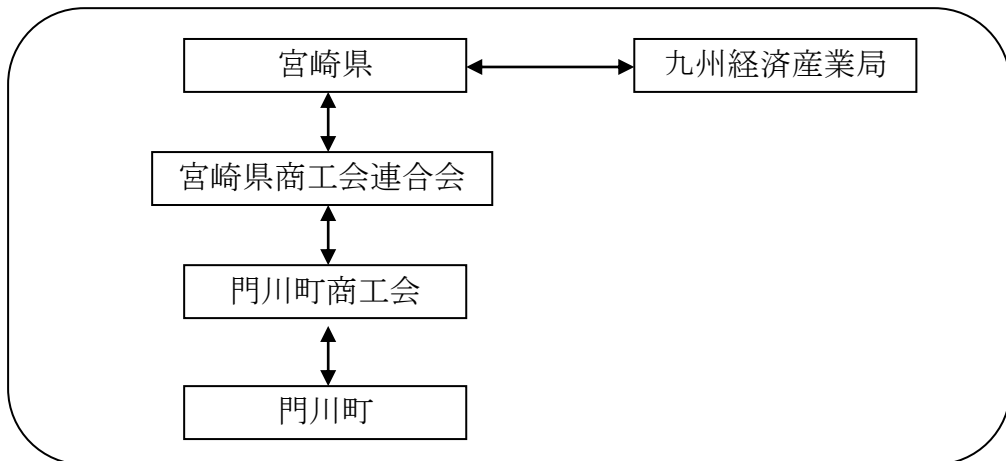 宮崎県
九州経済産業局
宮崎県商工会連合会
門川町商工会
門川町